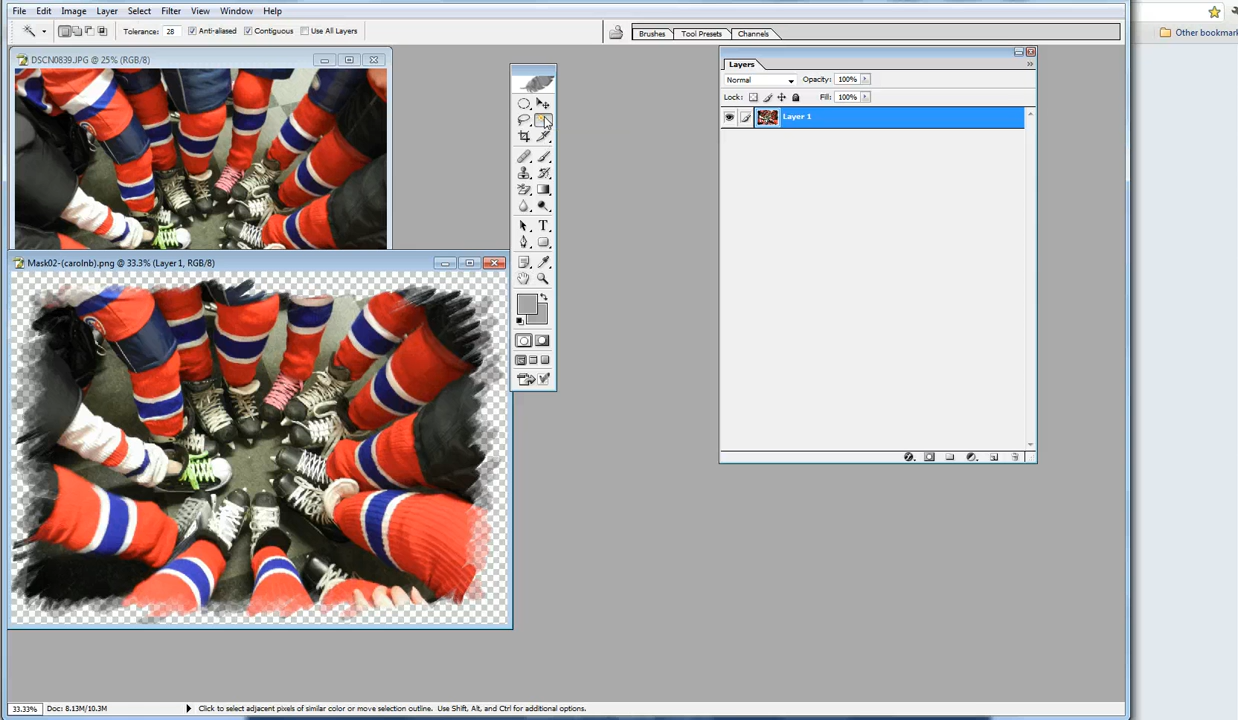 File Edit Image Layer Select Filter View Window Help
Tolerance: 28 Anti-aliased Contiguous Use All Layers
Brushes Tool Presets Channels
Other bookmark
DSCN0839.JPG @ 25% (RGB/8)
Layers
Normal Opacity: 100%
Lock: Fill: 100%
Layer 1
Mask02-(carolnb).png @ 33.3% (Layer 1, RGB/8)
33.33% Doc: 8.13M/10.3M Click to select adjacent pixels of similar color or move selection outline. Use Shift, Alt, and Ctrl for additional options.